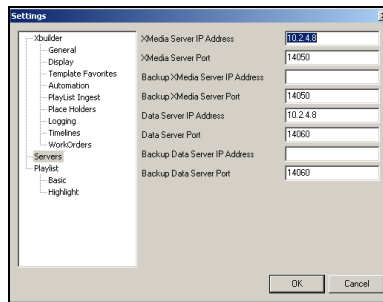 Settings
Xbuilder
General
Display
Template Favorites
Automation
PlayList Ingest
Place Holders
Logging
Timelines
WorkOrders
Servers
Playlist
Basic
Highlight
XMedia Server IP Address 10.2.4.8
XMedia Server Port 14050
Backup XMedia Server IP Address
Backup XMedia Server Port 14050
Data Server IP Address 10.2.4.8
Data Server Port 14060
Backup Data Server IP Address
Backup Data Server Port 14060
OK Cancel